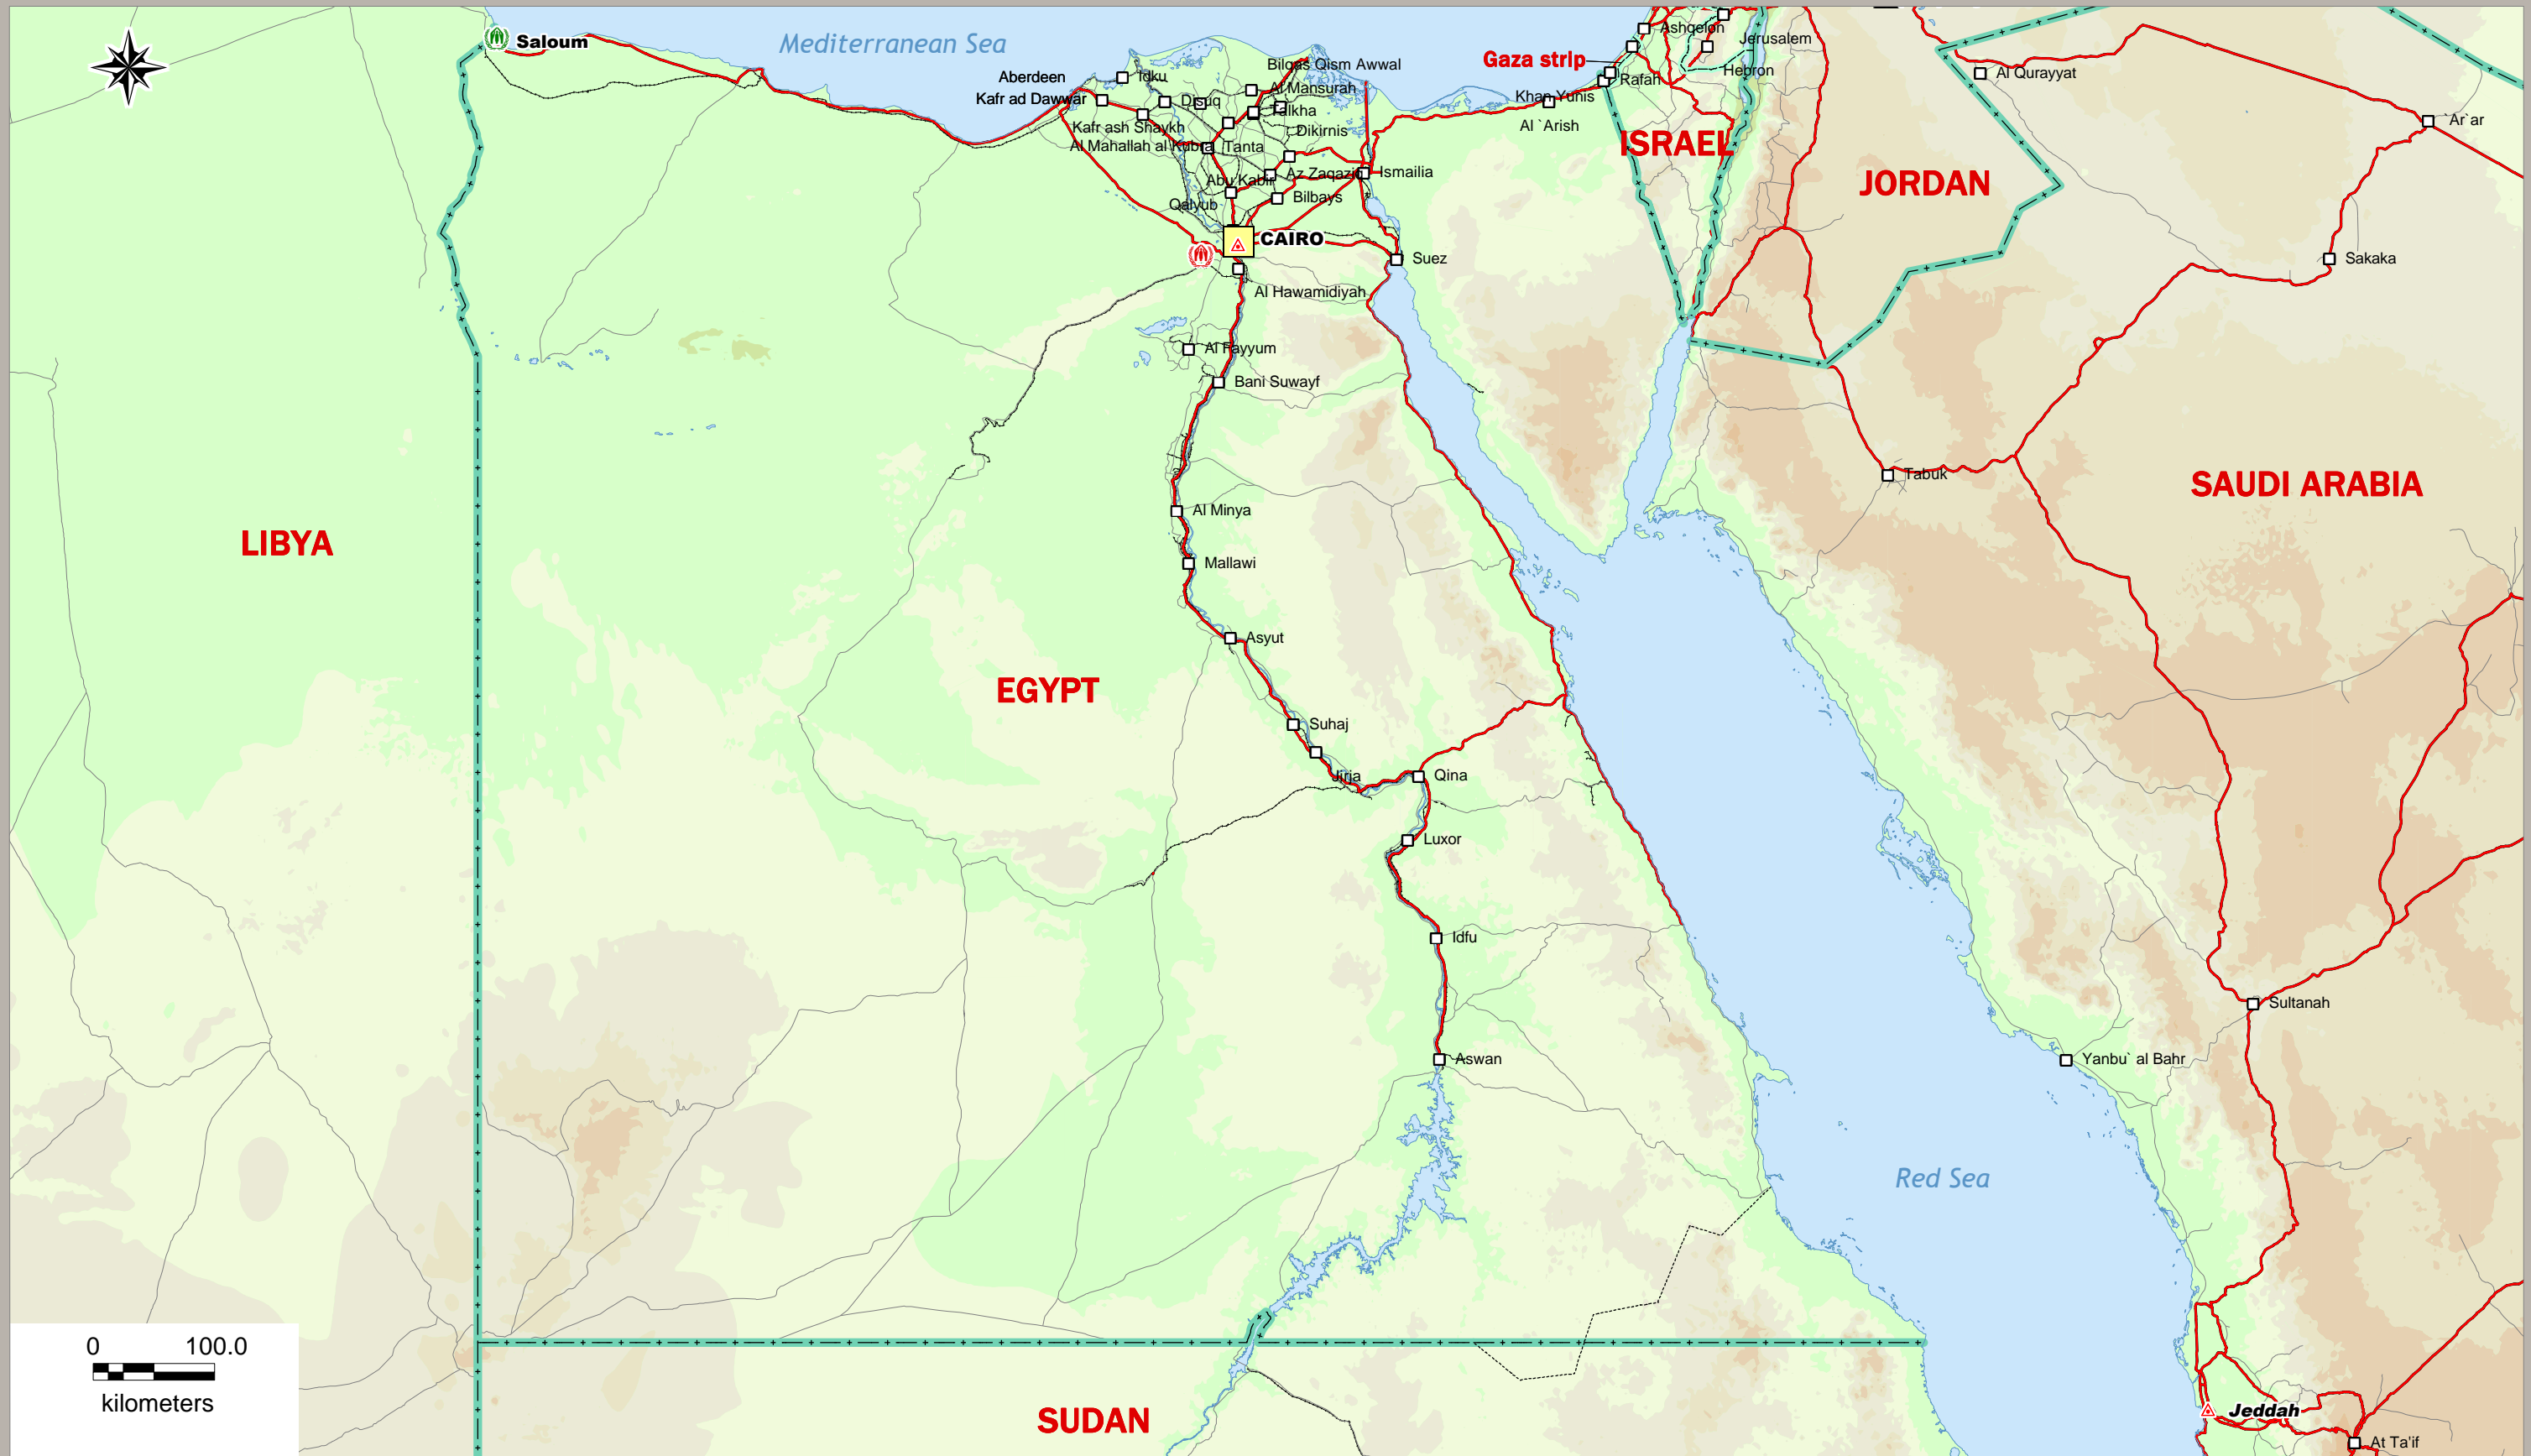 Saloum
Mediterranean Sea
Ashqelon
Jerusalem
Gaza strip
Hebron
Rafah
Al Qurayyat
Bilqas Qism Awwal
Aberdeen
Idku
Al Mansurah
Kafr ad Dawwar
Disuq
Talkha
Khan Yunis
`Ar`ar
Kafr ash Shaykh
Dikirnis
Al `Arish
ISRAEL
Al Mahallah al Kubra
Tanta
Abu Kabir
Az Zaqaziq
Ismailia
JORDAN
Qalyub
Bilbays
CAIRO
Suez
Sakaka
Al Hawamidiyah
Al Fayyum
Bani Suwayf
Tabuk
SAUDI ARABIA
Al Minya
LIBYA
Mallawi
Asyut
EGYPT
Suhaj
Jirja
Qina
Luxor
Idfu
Sultanah
Aswan
Yanbu` al Bahr
Red Sea
0 100.0
kilometers
SUDAN
Jeddah
At Ta'if